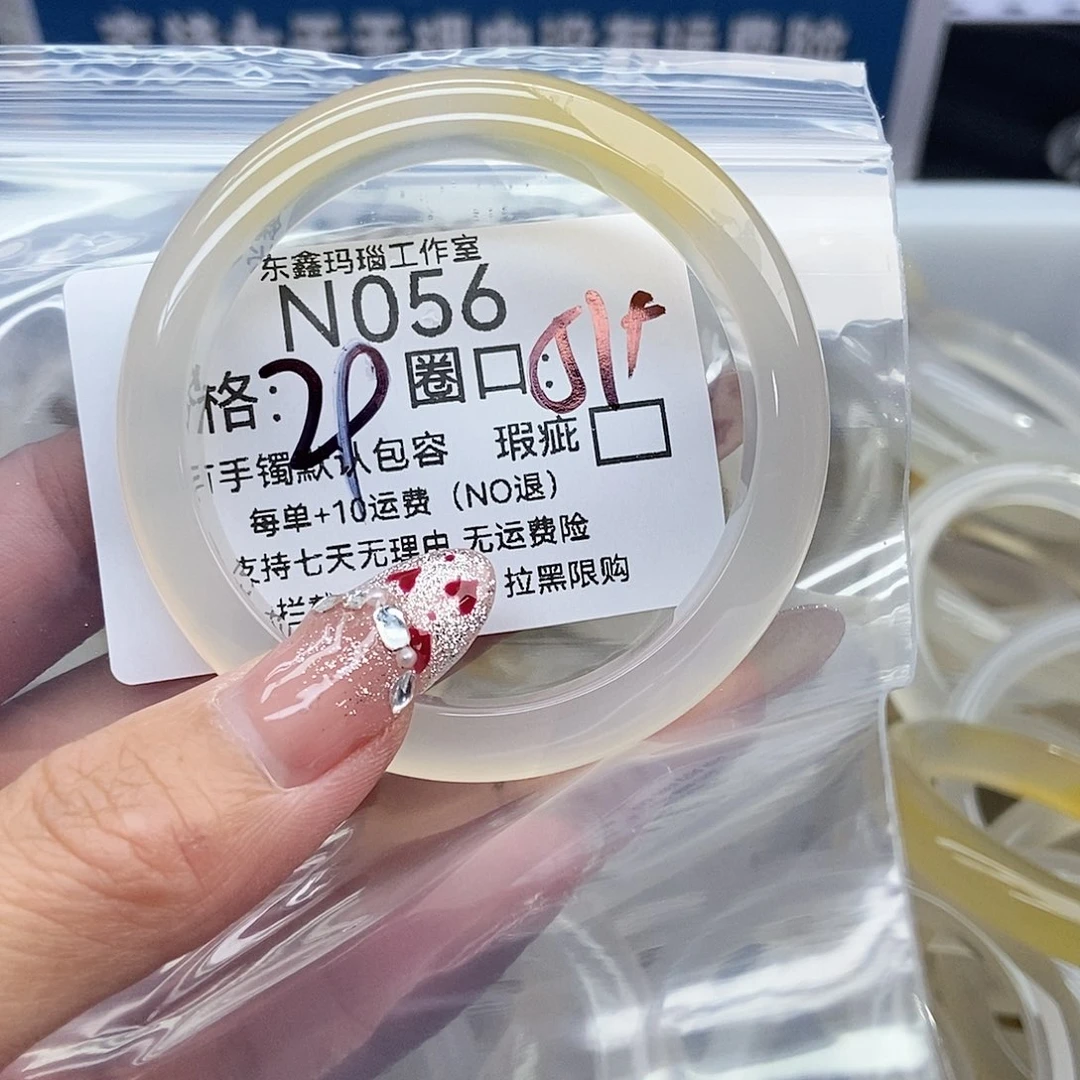 东鑫玛瑙工作室
N056
格: 圈口:
手镯默认包容 瑕疵
每单+10运费（NO退）
支持七天无理由 无运费险
拉黑限购